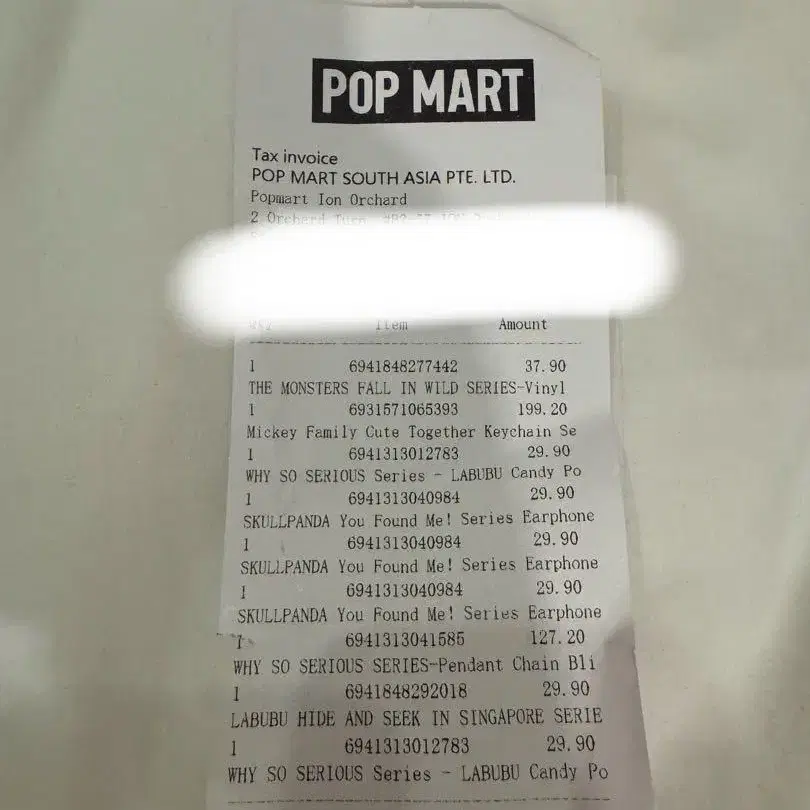 POP MART
Tax invoice
POP MART SOUTH ASIA PTE. LTD.
Popmart Ion Orchard
2 Orchard Turn, ION
Item Amount
1 6941848277442 37.90
THE MONSTERS FALL IN WILD SERIES-Vinyl
1 6931571065393 199.20
Mickey Family Cute Together Keychain Se
1 6941313012783 29.90
WHY SO SERIOUS Series - LABUBU Candy Po
1 6941313040984 29.90
SKULLPANDA You Found Me! Series Earphone
1 6941313040984 29.90
SKULLPANDA You Found Me! Series Earphone
1 6941313040984 29.90
SKULLPANDA You Found Me! Series Earphone
1 6941313041585 127.20
WHY SO SERIOUS SERIES-Pendant Chain Bli
1 6941848292018 29.90
LABUBU HIDE AND SEEK IN SINGAPORE SERIE
1 6941313012783 29.90
WHY SO SERIOUS Series - LABUBU Candy Po